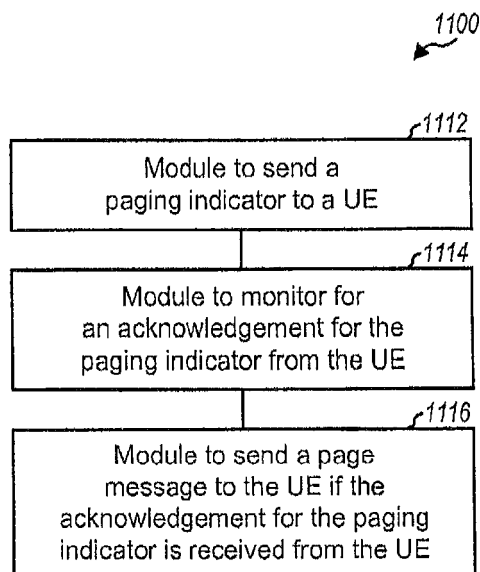 1100
1112
Module to send a
paging indicator to a UE
1114
Module to monitor for
an acknowledgement for the
paging indicator from the UE
1116
Module to send a page
message to the UE if the
acknowledgement for the paging
indicator is received from the UE